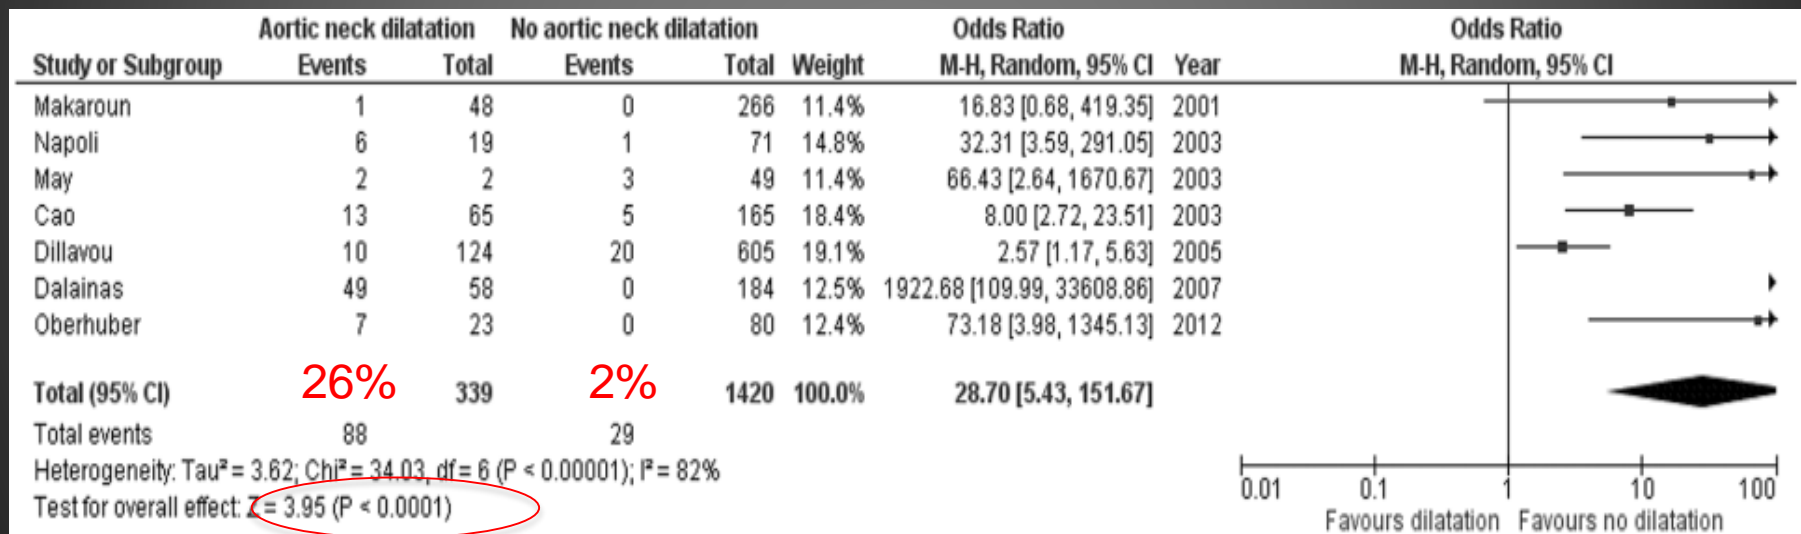 Aortic neck dilatation No aortic neck dilatation Odds Ratio Odds Ratio
Study or Subgroup Events Total Events Total Weight M-H, Random, 95% CI Year M-H, Random, 95% CI
Makaroun 1 48 0 266 11.4% 16.83 [0.68, 419.35] 2001
Napoli 6 19 1 71 14.8% 32.31 [3.59, 291.05] 2003
May 2 2 3 49 11.4% 66.43 [2.64, 1670.67] 2003
Cao 13 65 5 165 18.4% 8.00 [2.72, 23.51] 2003
Dillavou 10 124 20 605 19.1% 2.57 [1.17, 5.63] 2005
Dalainas 49 58 0 184 12.5% 1922.68 [109.99, 33608.86] 2007
Oberhuber 7 23 0 80 12.4% 73.18 [3.98, 1345.13] 2012
Total (95% CI) 26% 339 2% 1420 100.0% 28.70 [5.43, 151.67]
Total events 88 29
Heterogeneity: Tau² = 3.62; Chi² = 34.03, df = 6 (P < 0.00001); I² = 82%
Test for overall effect: Z = 3.95 (P < 0.0001)
0.01 0.1 1 10 100
Favours dilatation Favours no dilatation